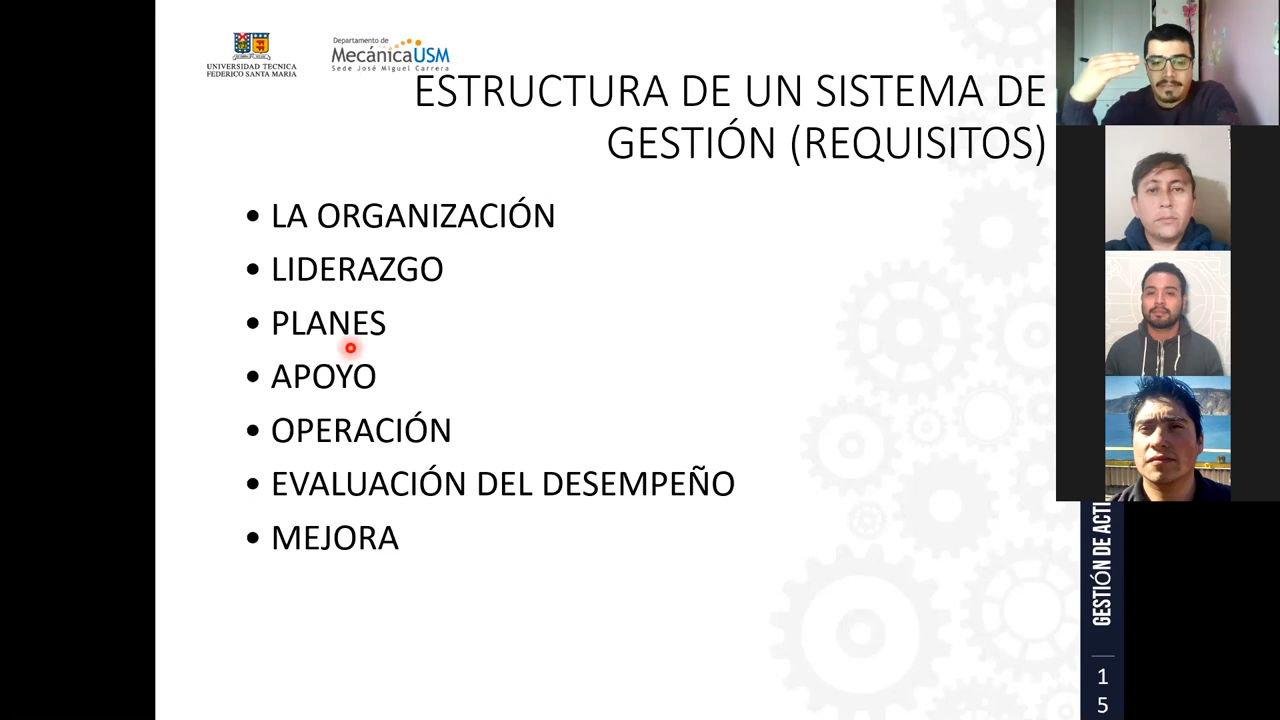 UNIVERSIDAD TECNICA
FEDERICO SANTA MARIA
Departamento de
MecánicaUSM
Sede José Miguel Carrera
ESTRUCTURA DE UN SISTEMA DE
GESTIÓN (REQUISITOS)
• LA ORGANIZACIÓN
• LIDERAZGO
• PLANES
• APOYO
• OPERACIÓN
• EVALUACIÓN DEL DESEMPEÑO
• MEJORA
GESTIÓN DE ACTI
1
5